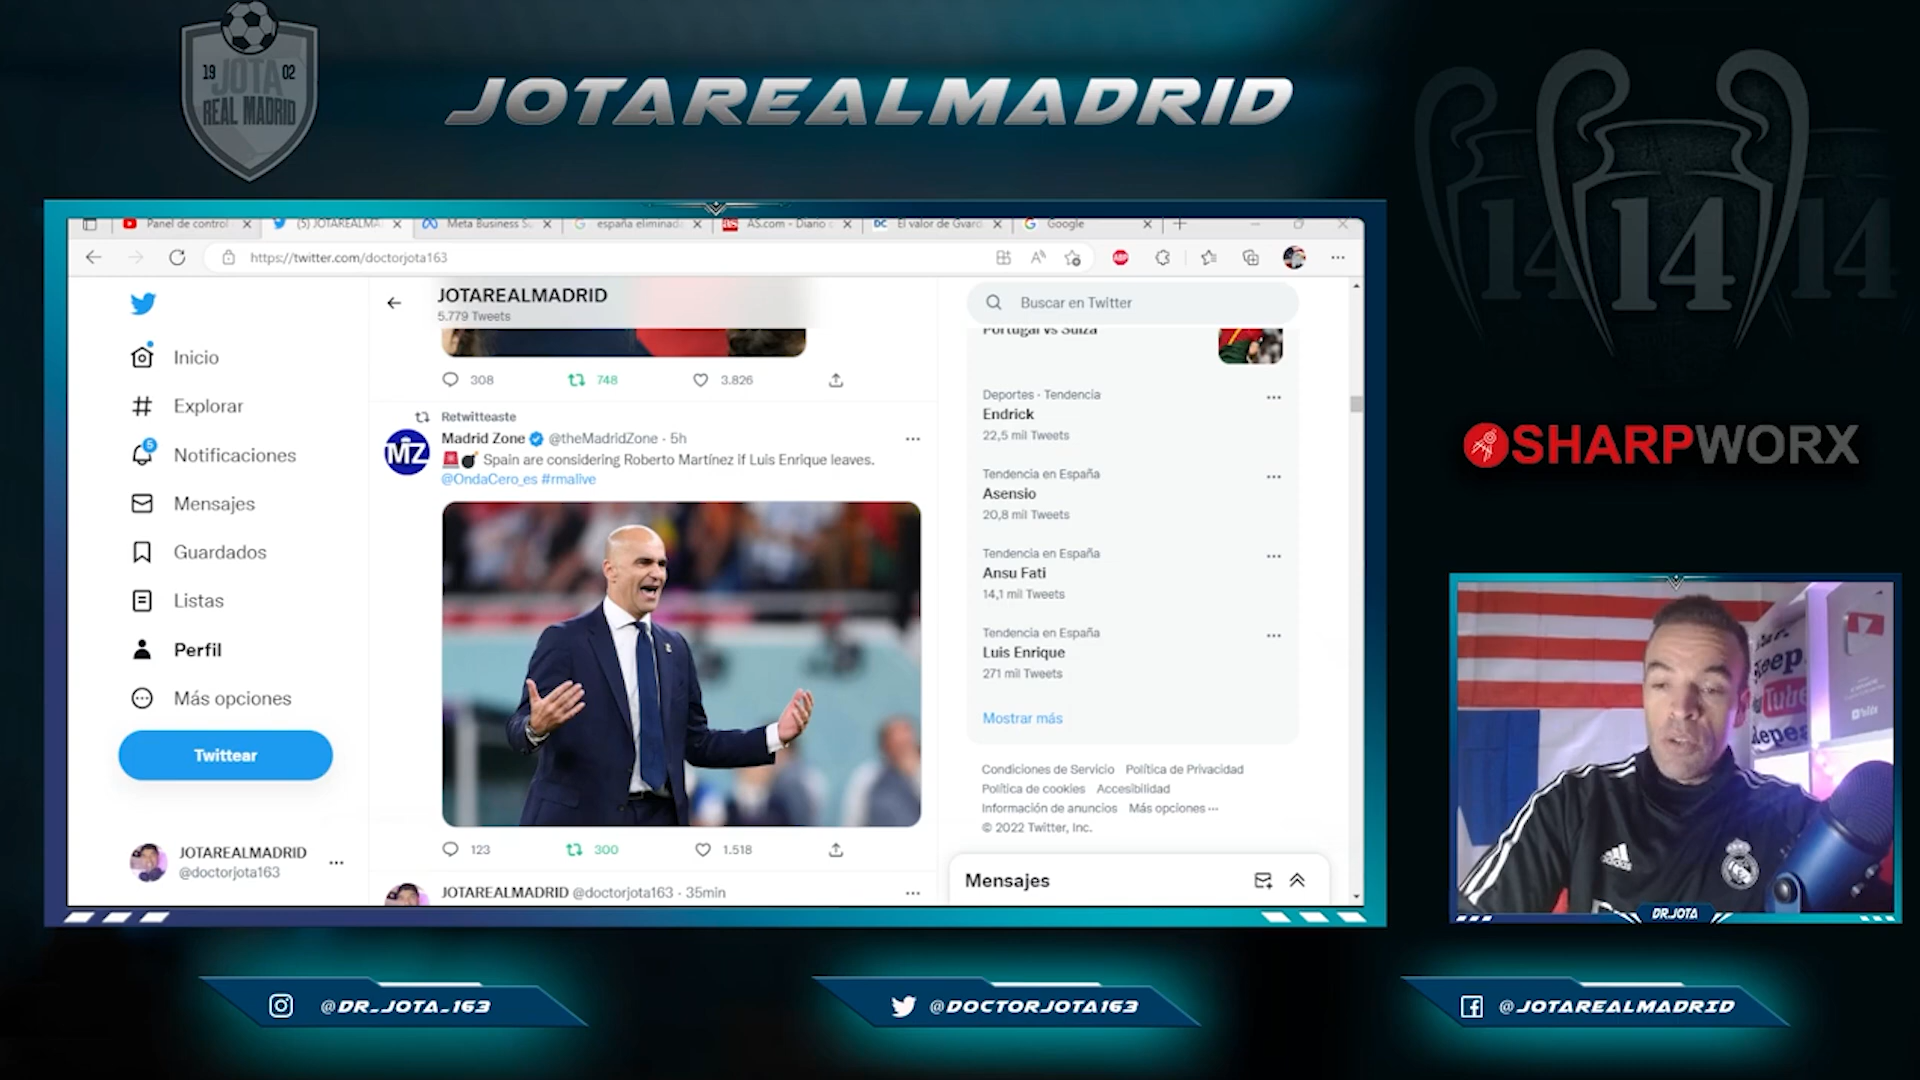 19 JOTA 02
REAL MADRID
JOTAREALMADRID
14 14 14
SHARPWORX
Panel de control
(5) JOTAREALMA
Meta Business S
españa eliminad
AS.com - Diario
El valor de Gvard
Google
https://twitter.com/doctorjota163
JOTAREALMADRID
5.779 Tweets
Inicio
Explorar
5
Notificaciones
Mensajes
Guardados
Listas
Perfil
Más opciones
Twittear
JOTAREALMADRID
@doctorjota163
308 748 3.826
Retwitteaste
MZ
Madrid Zone @theMadridZone · 5h
Spain are considering Roberto Martínez if Luis Enrique leaves.
@OndaCero_es #rmalive
123 300 1.518
JOTAREALMADRID @doctorjota163 · 35min
Buscar en Twitter
Portugal vs Suiza
Deportes · Tendencia
Endrick
22,5 mil Tweets
Tendencia en España
Asensio
20,8 mil Tweets
Tendencia en España
Ansu Fati
14,1 mil Tweets
Tendencia en España
Luis Enrique
271 mil Tweets
Mostrar más
Condiciones de Servicio Política de Privacidad
Política de cookies Accesibilidad
Información de anuncios Más opciones ···
© 2022 Twitter, Inc.
Mensajes
DR.JOTA
@DR_JOTA_163
@DOCTORJOTA163
@JOTAREALMADRID